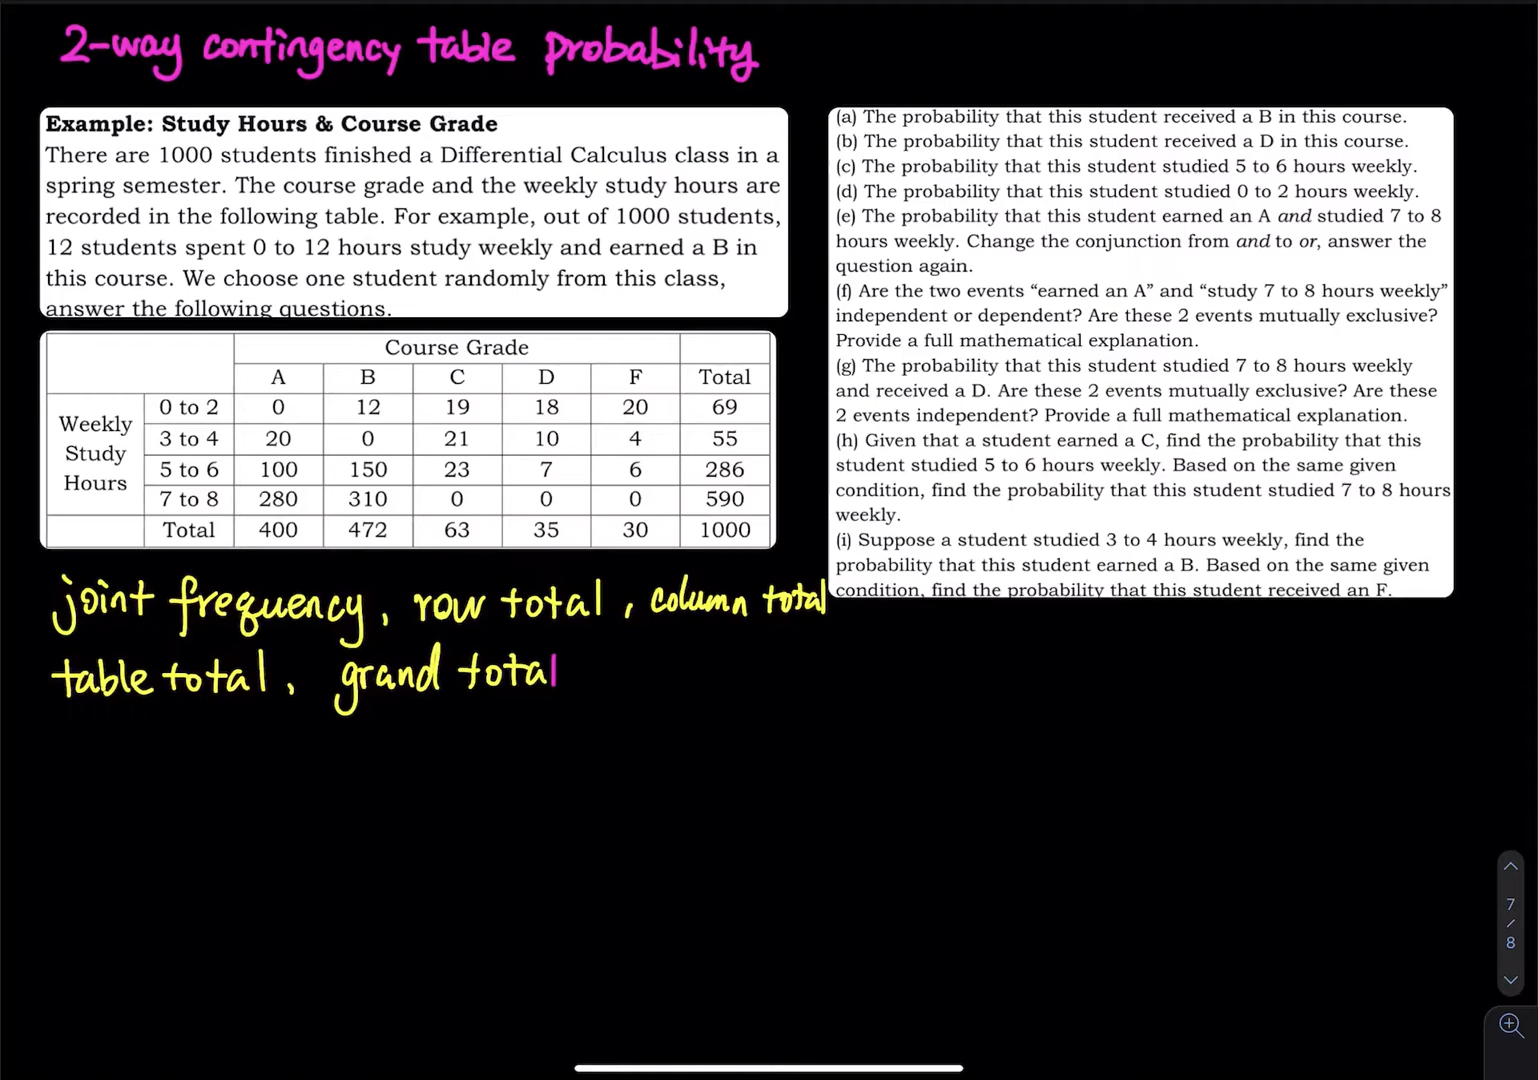 2-way contingency table probability
Example: Study Hours & Course Grade
There are 1000 students finished a Differential Calculus class in a
spring semester. The course grade and the weekly study hours are
recorded in the following table. For example, out of 1000 students,
12 students spent 0 to 12 hours study weekly and earned a B in
this course. We choose one student randomly from this class,
answer the following questions.
Course Grade
A B C D F Total
Weekly Study Hours
0 to 2 0 12 19 18 20 69
3 to 4 20 0 21 10 4 55
5 to 6 100 150 23 7 6 286
7 to 8 280 310 0 0 0 590
Total 400 472 63 35 30 1000
joint frequency, row total, column total
table total, grand total
(a) The probability that this student received a B in this course.
(b) The probability that this student received a D in this course.
(c) The probability that this student studied 5 to 6 hours weekly.
(d) The probability that this student studied 0 to 2 hours weekly.
(e) The probability that this student earned an A and studied 7 to 8
hours weekly. Change the conjunction from and to or, answer the
question again.
(f) Are the two events “earned an A” and “study 7 to 8 hours weekly”
independent or dependent? Are these 2 events mutually exclusive?
Provide a full mathematical explanation.
(g) The probability that this student studied 7 to 8 hours weekly
and received a D. Are these 2 events mutually exclusive? Are these
2 events independent? Provide a full mathematical explanation.
(h) Given that a student earned a C, find the probability that this
student studied 5 to 6 hours weekly. Based on the same given
condition, find the probability that this student studied 7 to 8 hours
weekly.
(i) Suppose a student studied 3 to 4 hours weekly, find the
probability that this student earned a B. Based on the same given
condition, find the probability that this student received an F.
7
/
8